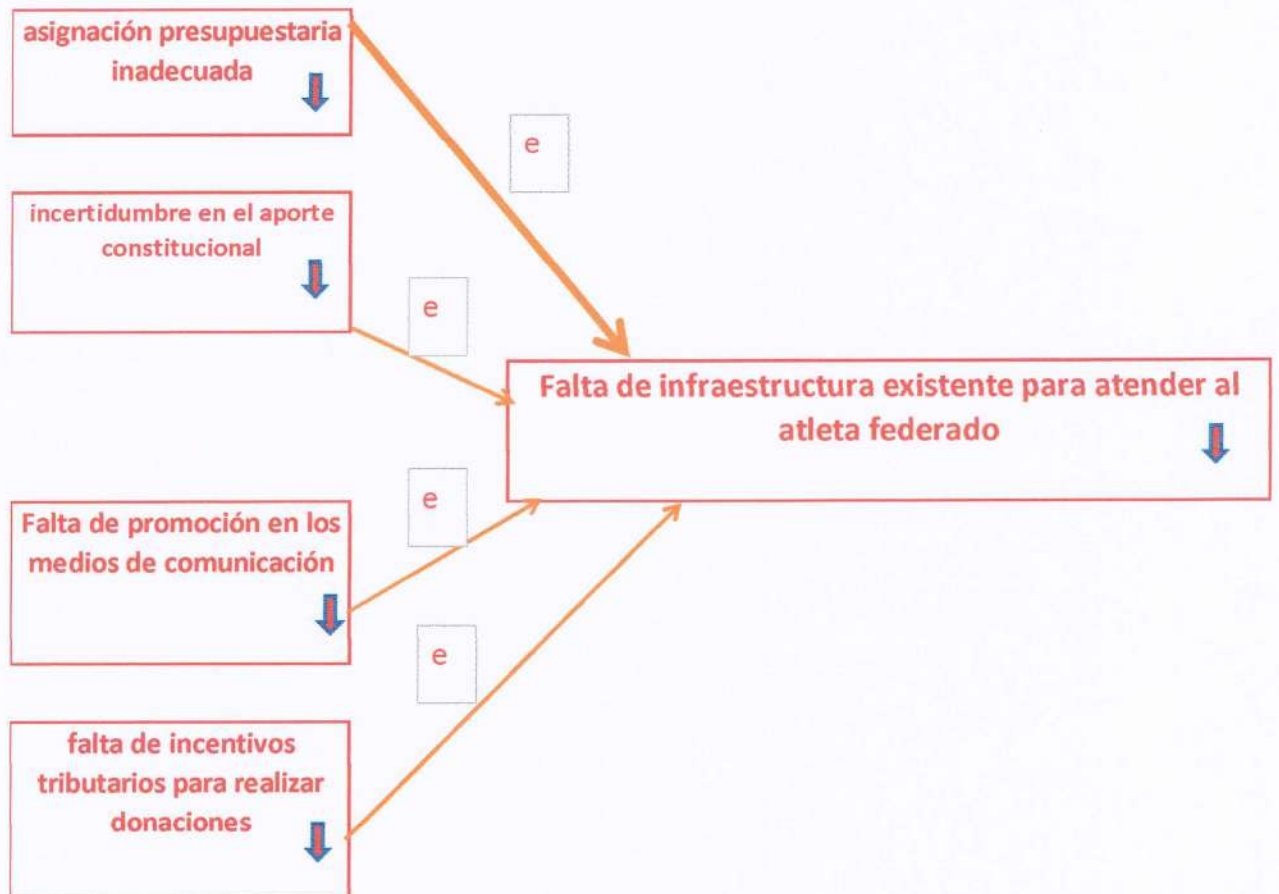 asignación presupuestaria
inadecuada
e
incertidumbre en el aporte
constitucional
e
Falta de infraestructura existente para atender al
atleta federado
e
Falta de promoción en los
medios de comunicación
e
falta de incentivos
tributarios para realizar
donaciones